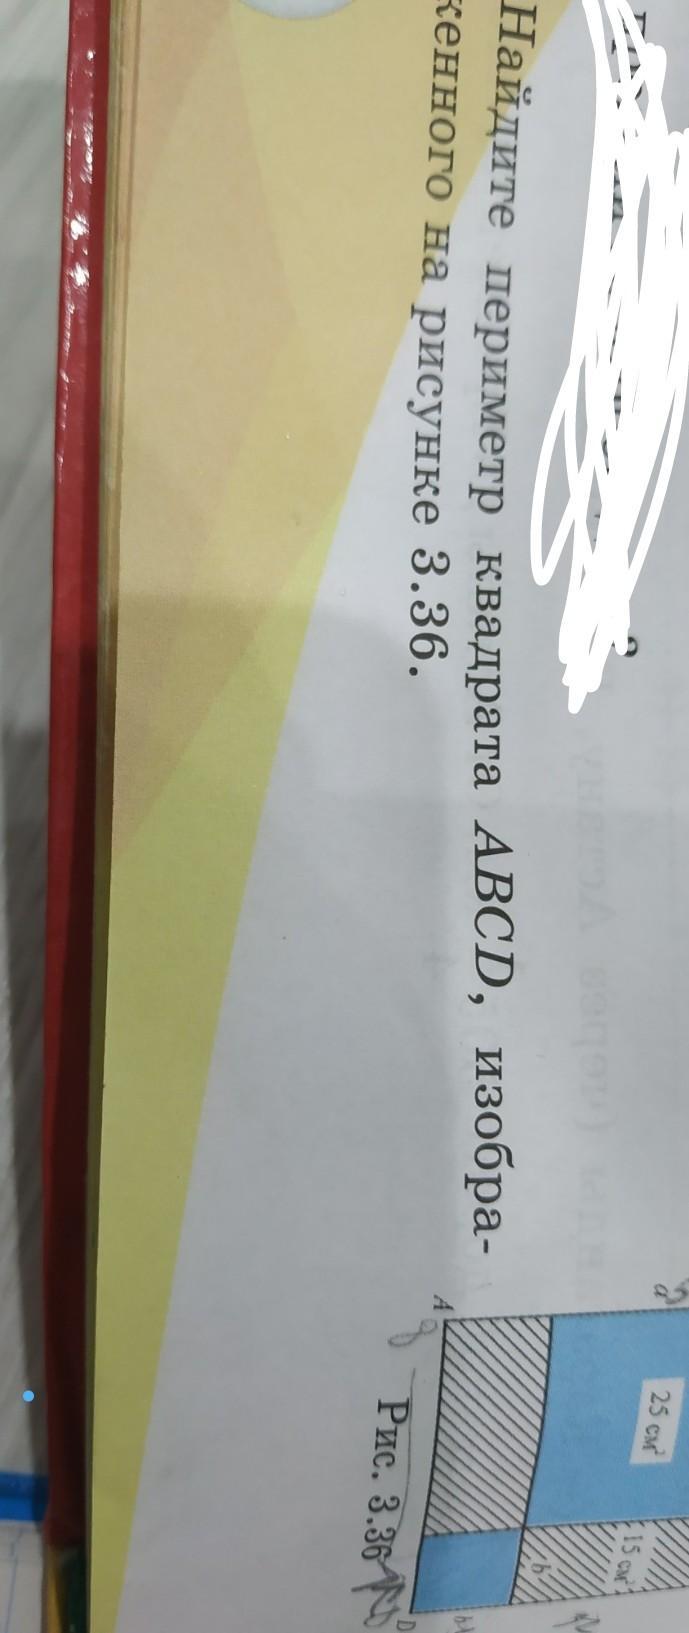 Найдите периметр квадрата ABCD, изобра-
женного на рисунке 3.36.
25 см²
15 см²
b
A
D
Рис. 3.36